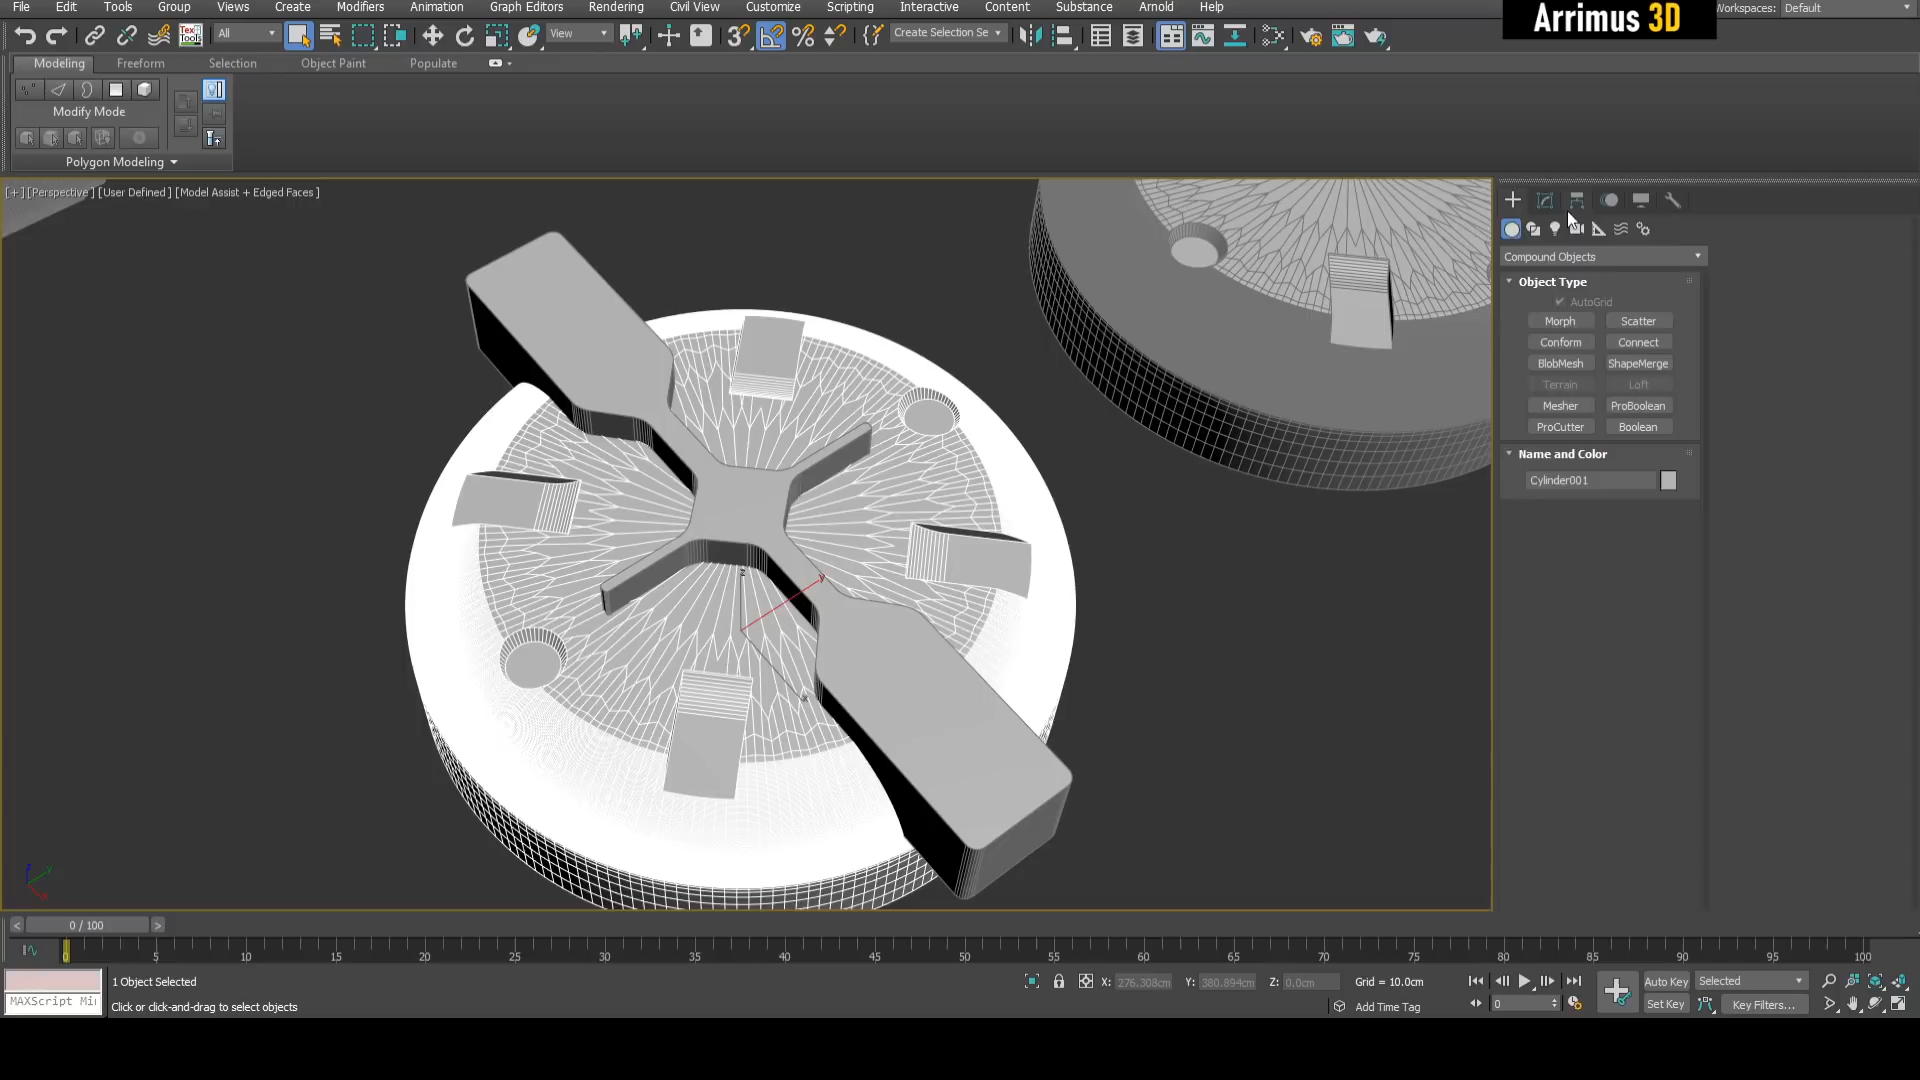 File Edit Tools Group Views Create Modifiers Animation Graph Editors Rendering Civil View Customize Scripting Interactive Content Substance Arnold Help
Arrimus 3D
Workspaces: Default
All
View
Create Selection Se
Modeling Freeform Selection Object Paint Populate
Modify Mode
Polygon Modeling
[+] [Perspective] [User Defined] [Model Assist + Edged Faces]
Compound Objects
Object Type
AutoGrid
Morph Scatter
Conform Connect
BlobMesh ShapeMerge
Terrain Loft
Mesher ProBoolean
ProCutter Boolean
Name and Color
Cylinder001
0 / 100
0 5 10 15 20 25 30 35 40 45 50 55 60 65 70 75 80 85 90 95 100
1 Object Selected
X: 276.308cm Y: 380.894cm Z: 0.0cm Grid = 10.0cm
Auto Key Selected
MAXScript Mi
Click or click-and-drag to select objects
Add Time Tag
0
Set Key Key Filters...